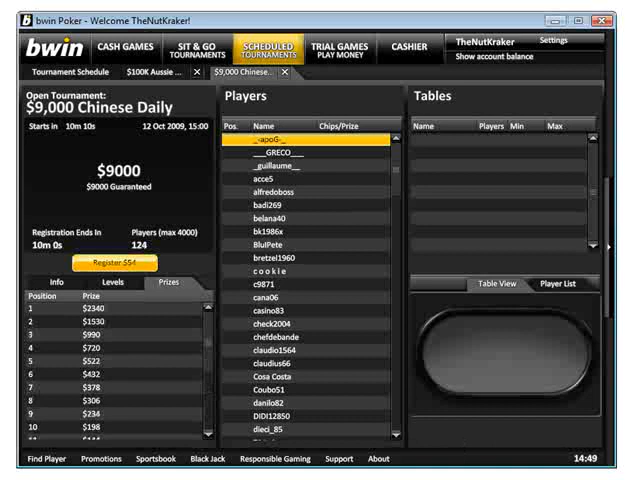 bwin Poker - Welcome TheNutKraker!
bwin
CASH GAMES
SIT & GO TOURNAMENTS
SCHEDULED TOURNAMENTS
TRIAL GAMES PLAY MONEY
CASHIER
TheNutKraker
Settings
Show account balance
Tournament Schedule
$100K Aussie ... X
$9,000 Chinese... X
Open Tournament:
$9,000 Chinese Daily
Starts in 10m 10s 12 Oct 2009, 15:00
$9000
$9000 Guaranteed
Registration Ends In Players (max 4000)
10m 0s 124
Register $54
Info Levels Prizes
Position Prize
1 $2340
2 $1530
3 $990
4 $720
5 $522
6 $432
7 $378
8 $306
9 $234
10 $198
Players
Pos. Name Chips/Prize
_-apoG-_
___GRECO___
_guillaume__
acce5
alfredoboss
badi269
belana40
bk1986x
BlulPete
bretzel1960
c o o k i e
c9871
cana06
casino83
check2004
chefdebande
claudio1564
claudius66
Cosa Costa
Coubo51
danilo82
DIDI12850
dieci_85
Tables
Name Players Min Max
Table View Player List
Find Player Promotions Sportsbook Black Jack Responsible Gaming Support About 14:49